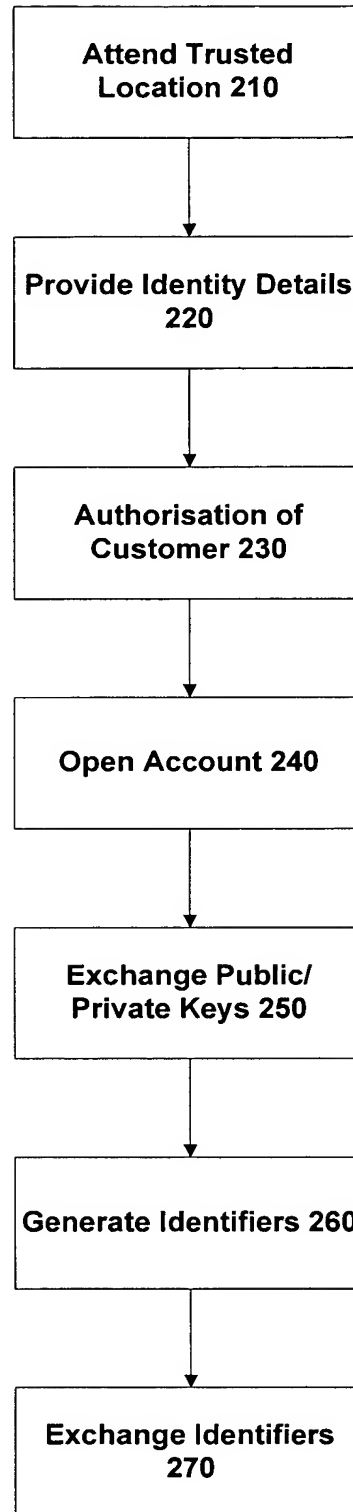 Attend Trusted
Location 210
Provide Identity Details
220
Authorisation of
Customer 230
Open Account 240
Exchange Public/
Private Keys 250
Generate Identifiers 260
Exchange Identifiers
270